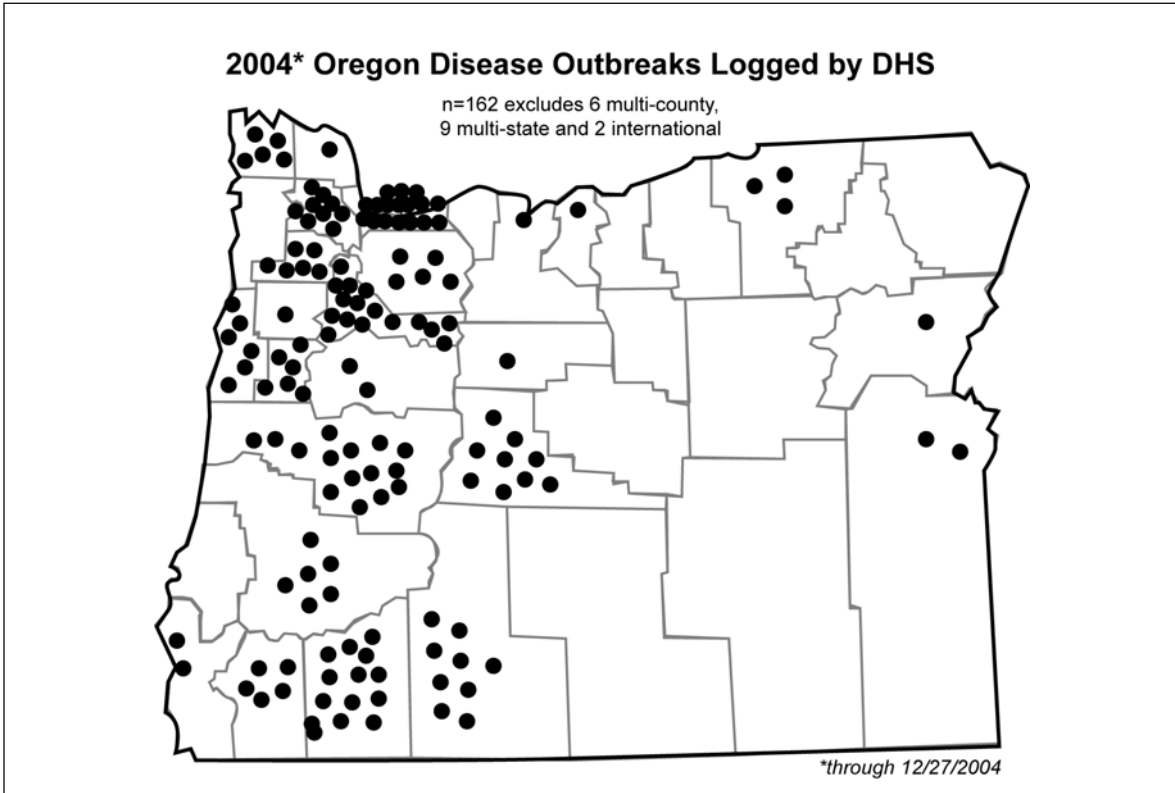 2004* Oregon Disease Outbreaks Logged by DHS
n=162 excludes 6 multi-county,
9 multi-state and 2 international
*through 12/27/2004